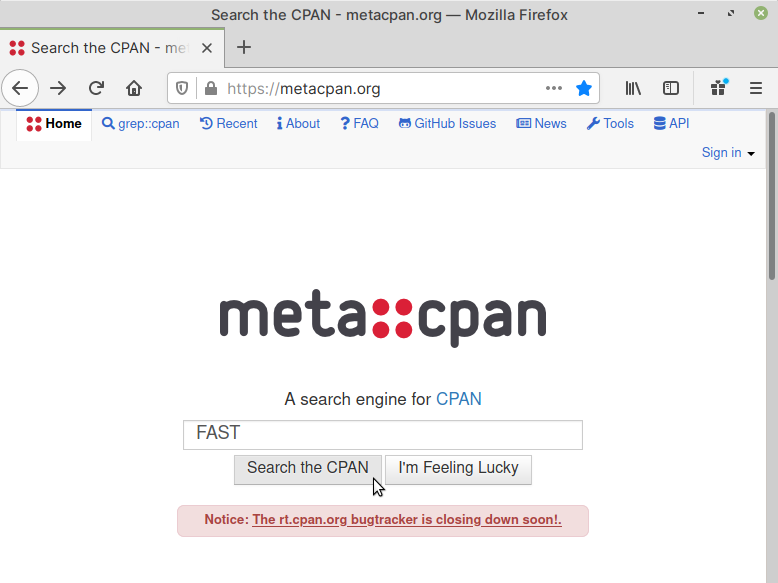 Search the CPAN - metacpan.org — Mozilla Firefox
Search the CPAN - me
https://metacpan.org
Home grep::cpan Recent About FAQ GitHub Issues News Tools API
Sign in
meta::cpan
A search engine for CPAN
FAST
Search the CPAN I'm Feeling Lucky
Notice: The rt.cpan.org bugtracker is closing down soon!.